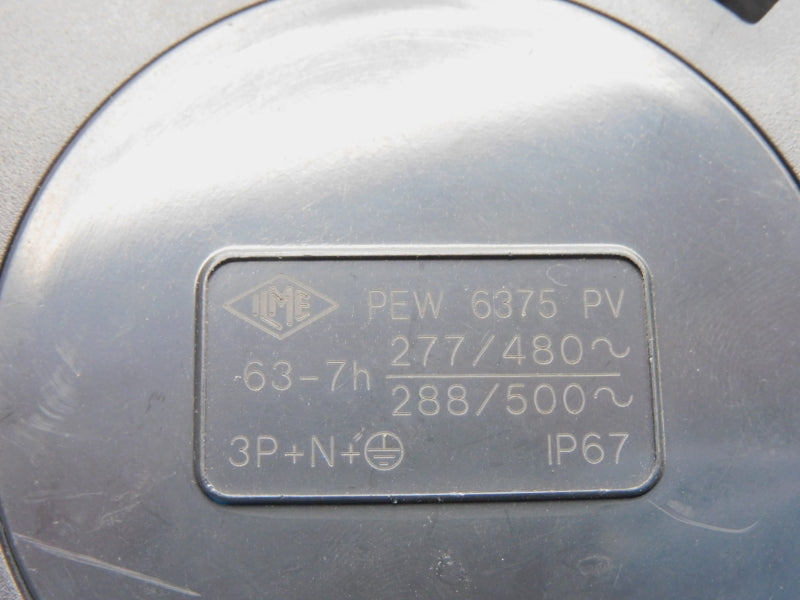 ILME PEW 6375 PV
63-7h 277/480~
288/500~
3P+N+⏚ IP67